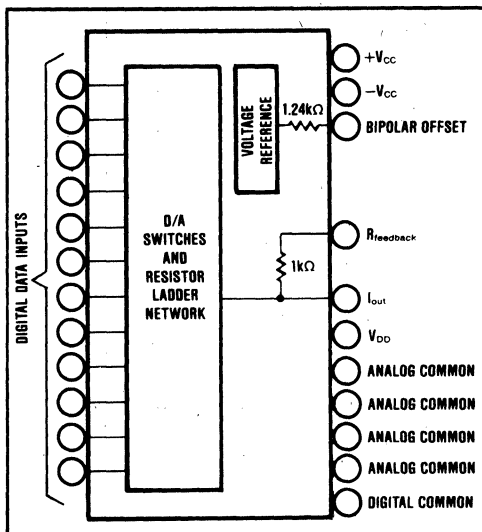 DIGITAL DATA INPUTS
D/A
SWITCHES
AND
RESISTOR
LADDER
NETWORK
VOLTAGE
REFERENCE
1.24kΩ
1kΩ
+VCC
−VCC
BIPOLAR OFFSET
Rfeedback
Iout
VDD
ANALOG COMMON
ANALOG COMMON
ANALOG COMMON
ANALOG COMMON
DIGITAL COMMON